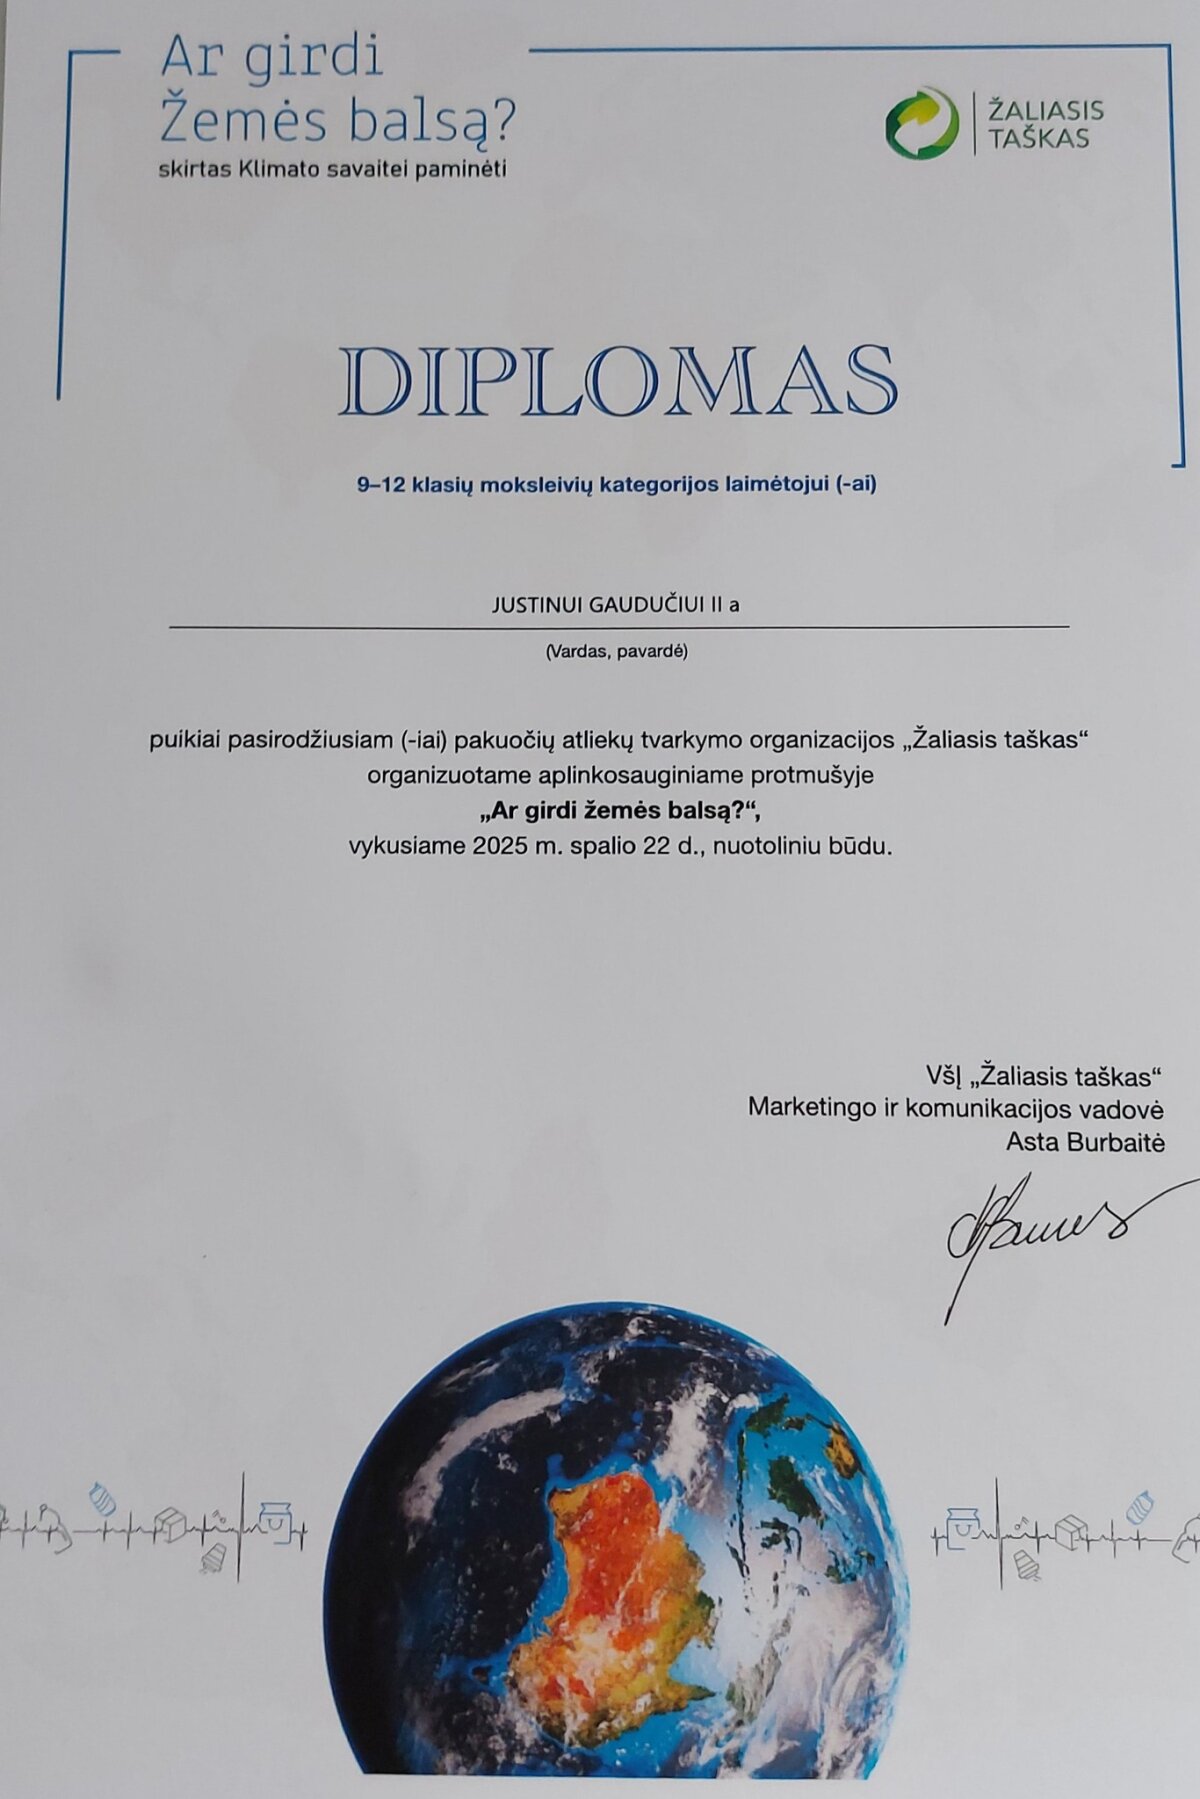 Ar girdi
Žemės balsą?
skirtas Klimato savaitei paminėti
ŽALIASIS
TAŠKAS
DIPLOMAS
9–12 klasių moksleivių kategorijos laimėtojui (-ai)
JUSTINUI GAUDUČIUI II a
(Vardas, pavardė)
puikiai pasirodžiusiam (-iai) pakuočių atliekų tvarkymo organizacijos „Žaliasis taškas“
organizuotame aplinkosauginiame protmušyje
„Ar girdi žemės balsą?“,
vykusiame 2025 m. spalio 22 d., nuotoliniu būdu.
VšĮ „Žaliasis taškas“
Marketingo ir komunikacijos vadovė
Asta Burbaitė